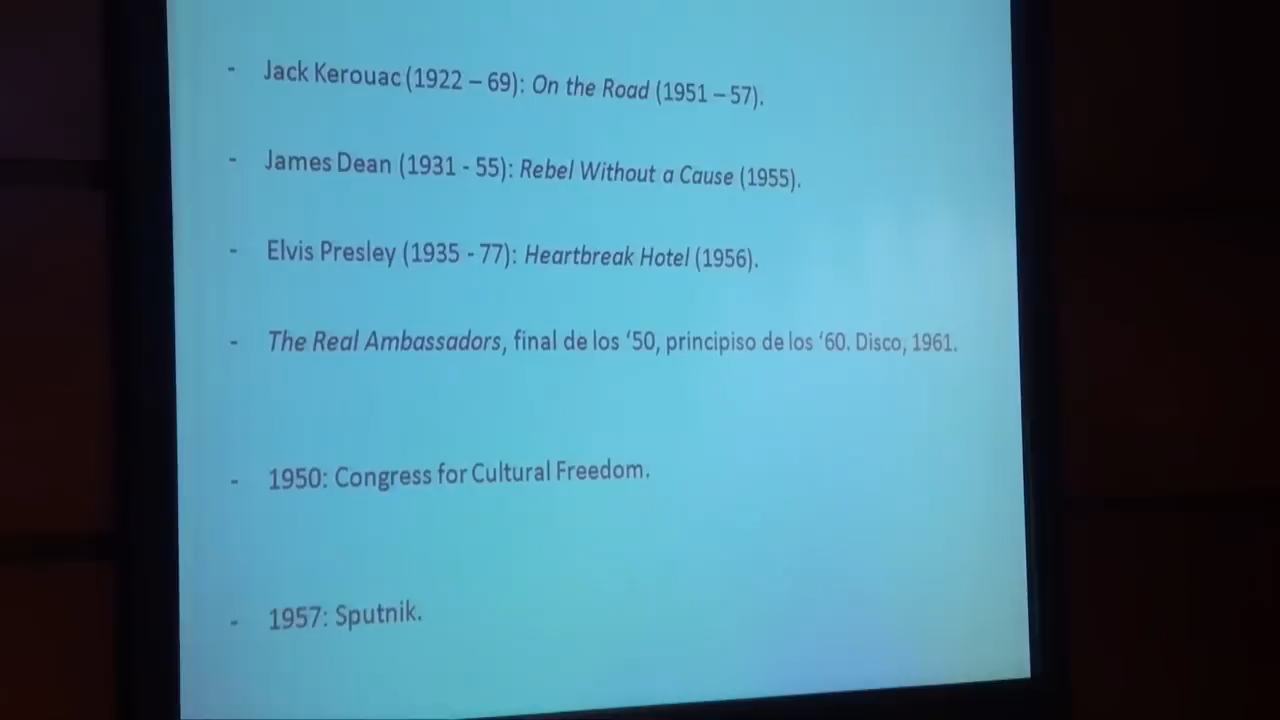 - Jack Kerouac (1922 – 69): On the Road (1951 – 57).
- James Dean (1931 - 55): Rebel Without a Cause (1955).
- Elvis Presley (1935 - 77): Heartbreak Hotel (1956).
- The Real Ambassadors, final de los ‘50, principiso de los ‘60. Disco, 1961.
- 1950: Congress for Cultural Freedom.
- 1957: Sputnik.